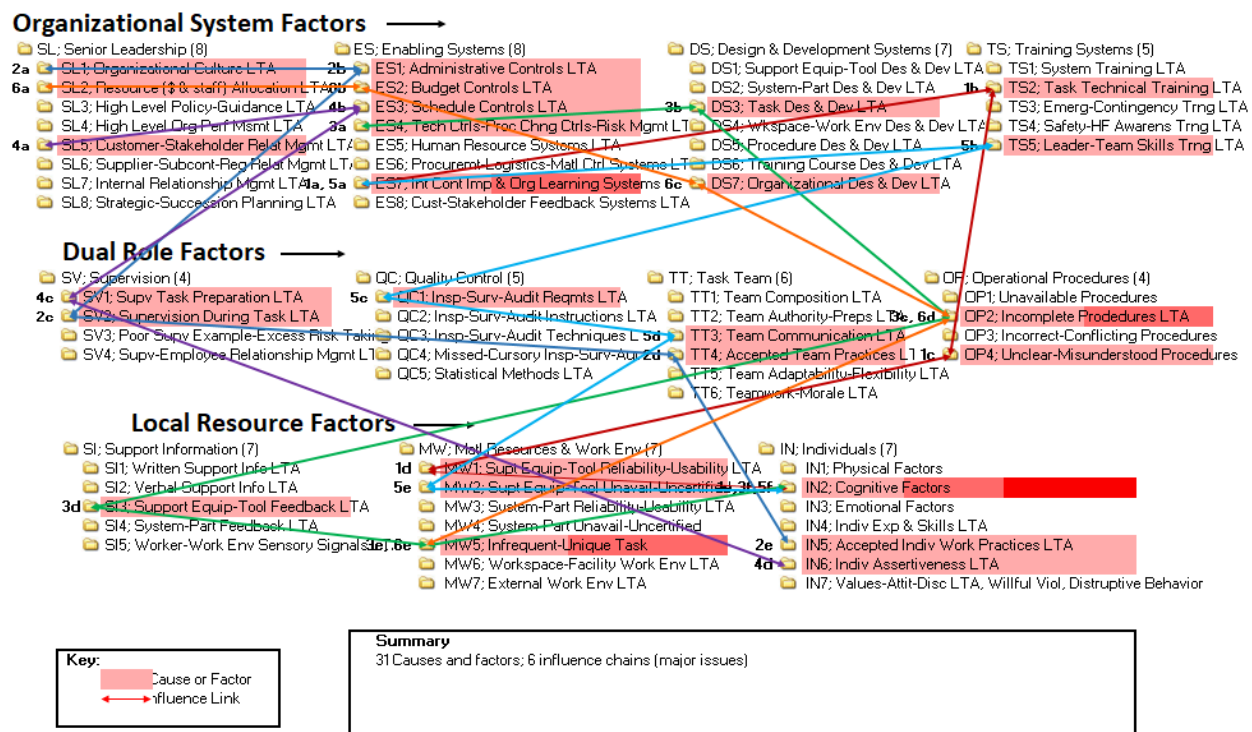 Organizational System Factors
SL; Senior Leadership (8)
2a SL1; Organizational Culture LTA
6a SL2; Resource ($ & staff) Allocation LTA
SL3; High Level Policy-Guidance LTA
SL4; High Level Org Perf Msmt LTA
4a SL5; Customer-Stakeholder Relat Mgmt LTA
SL6; Supplier-Subcont-Reg Relat Mgmt LTA
SL7; Internal Relationship Mgmt LTA
SL8; Strategic-Succession Planning LTA
ES; Enabling Systems (8)
2b ES1; Administrative Controls LTA
6b ES2; Budget Controls LTA
4b ES3; Schedule Controls LTA
3a ES4; Tech Ctrls-Proc Chng Ctrls-Risk Mgmt LT
ES5; Human Resource Systems LTA
ES6; Procuremt-Logistics-Matl Ctrl Systems LT
1a, 5a ES7; Int Cont Imp & Org Learning Systems
ES8; Cust-Stakeholder Feedback Systems LTA
DS; Design & Development Systems (7)
DS1; Support Equip-Tool Des & Dev LTA
DS2; System-Part Des & Dev LTA
3b DS3; Task Des & Dev LTA
DS4; Wkspace-Work Env Des & Dev LTA
DS5; Procedure Des & Dev LTA
DS6; Training Course Des & Dev LTA
6c DS7; Organizational Des & Dev LTA
TS; Training Systems (5)
TS1; System Training LTA
1b TS2; Task Technical Training LTA
TS3; Emerg-Contingency Trng LTA
TS4; Safety-HF Awarens Trng LTA
5b TS5; Leader-Team Skills Trng LTA
Dual Role Factors
SV; Supervision (4)
4c SV1; Supv Task Preparation LTA
2c SV2; Supervision During Task LTA
SV3; Poor Supv Example-Excess Risk Taking
SV4; Supv-Employee Relationship Mgmt LT
QC; Quality Control (5)
5c QC1; Insp-Surv-Audit Reqmts LTA
QC2; Insp-Surv-Audit Instructions LTA
QC3; Insp-Surv-Audit Techniques L
QC4; Missed-Cursory Insp-Surv-Aud
QC5; Statistical Methods LTA
TT; Task Team (6)
TT1; Team Composition LTA
TT2; Team Authority-Preps LT
5d TT3; Team Communication LTA
2d TT4; Accepted Team Practices LT
TT5; Team Adaptability-Flexibility LTA
TT6; Teamwork-Morale LTA
OP; Operational Procedures (4)
OP1; Unavailable Procedures
3c, 6d OP2; Incomplete Prodedures LTA
OP3; Incorrect-Conflicting Procedures
1c OP4; Unclear-Misunderstood Procedures
Local Resource Factors
SI; Support Information (7)
SI1; Written Support Info LTA
SI2; Verbal Support Info LTA
3d SI3; Support Equip-Tool Feedback LTA
SI4; System-Part Feedback LTA
SI5; Worker-Work Env Sensory Signals
MW; Matl Resources & Work Env (7)
1d MW1; Supt Equip-Tool Reliability-Usability LTA
5e MW2; Supt Equip-Tool Unavail-Uncertified
MW3; System-Part Reliability-Usability LTA
MW4; System Part Unavail-Uncertified
6e MW5; Infrequent-Unique Task
MW6; Workspace-Facility Work Env LTA
MW7; External Work Env LTA
IN; Individuals (7)
IN1; Physical Factors
5f IN2; Cognitive Factors
IN3; Emotional Factors
IN4; Indiv Exp & Skills LTA
2e IN5; Accepted Indiv Work Practices LTA
4d IN6; Indiv Assertiveness LTA
IN7; Values-Attit-Disc LTA, Willful Viol, Distruptive Behavior
Key:
Cause or Factor
nfluence Link
Summary
31 Causes and factors; 6 influence chains (major issues)